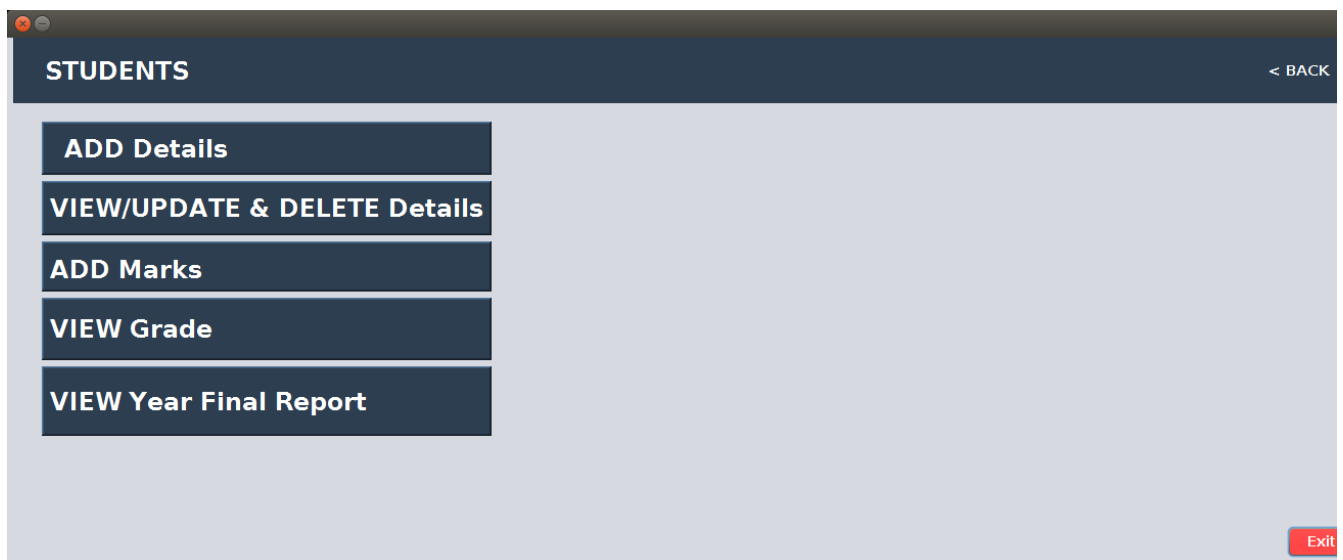 STUDENTS
< BACK
ADD Details
VIEW/UPDATE & DELETE Details
ADD Marks
VIEW Grade
VIEW Year Final Report
Exit